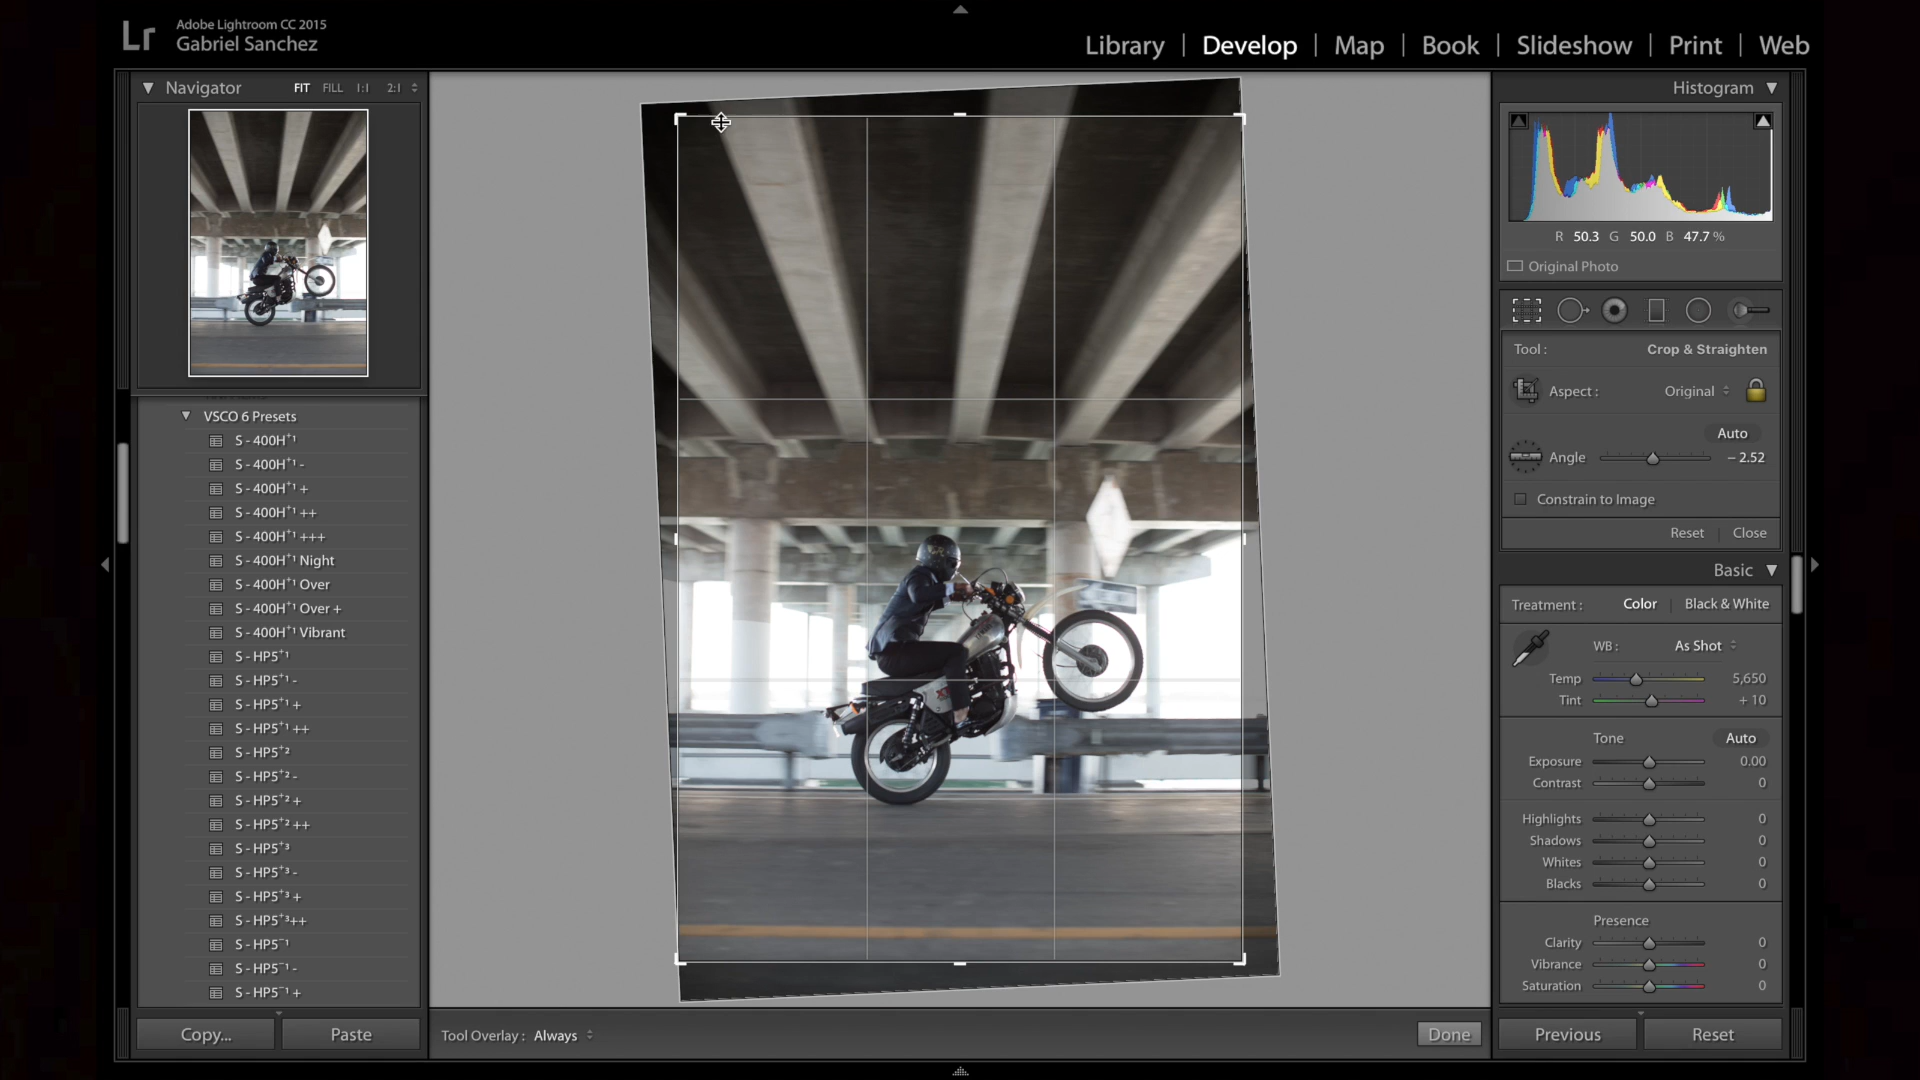 Lr
Adobe Lightroom CC 2015
Gabriel Sanchez
Library | Develop | Map | Book | Slideshow | Print | Web
Navigator FIT FILL 1:1 2:1
VSCO 6 Presets
S - 400H⁺¹
S - 400H⁺¹ -
S - 400H⁺¹ +
S - 400H⁺¹ ++
S - 400H⁺¹ +++
S - 400H⁺¹ Night
S - 400H⁺¹ Over
S - 400H⁺¹ Over +
S - 400H⁺¹ Vibrant
S - HP5⁺¹
S - HP5⁺¹ -
S - HP5⁺¹ +
S - HP5⁺¹ ++
S - HP5⁺²
S - HP5⁺² -
S - HP5⁺² +
S - HP5⁺² ++
S - HP5⁺³
S - HP5⁺³ -
S - HP5⁺³ +
S - HP5⁺³++
S - HP5⁻¹
S - HP5⁻¹ -
S - HP5⁻¹ +
Copy...
Paste
Tool Overlay : Always
Done
Histogram
R 50.3 G 50.0 B 47.7 %
Original Photo
Tool : Crop & Straighten
Aspect : Original
Auto
Angle – 2.52
Constrain to Image
Reset | Close
Basic
Treatment : Color | Black & White
WB : As Shot
Temp 5,650
Tint + 10
Tone Auto
Exposure 0.00
Contrast 0
Highlights 0
Shadows 0
Whites 0
Blacks 0
Presence
Clarity 0
Vibrance 0
Saturation 0
Previous
Reset